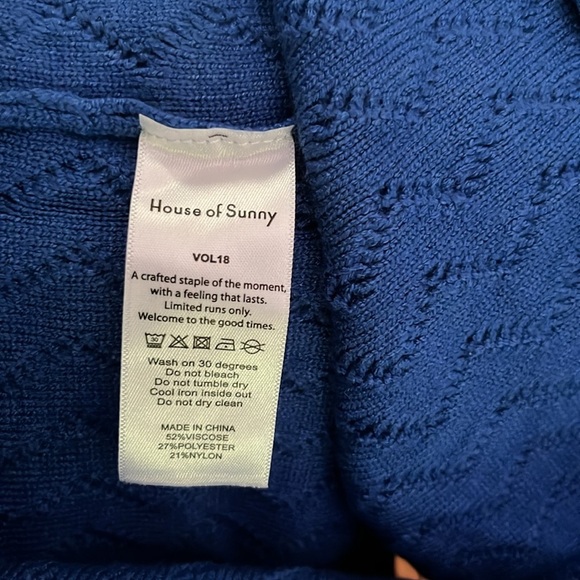 House of Sunny
VOL18
A crafted staple of the moment,
with a feeling that lasts.
Limited runs only.
Welcome to the good times.
30
Wash on 30 degrees
Do not bleach
Do not tumble dry
Cool iron inside out
Do not dry clean
MADE IN CHINA
52%VISCOSE
27%POLYESTER
21%NYLON